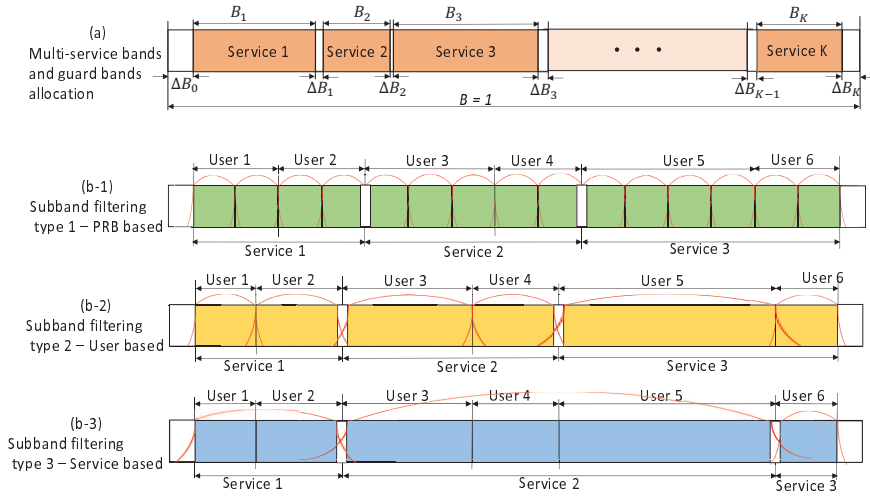 (a)
Multi-service bands
and guard bands
allocation
B₁ B₂ B₃ B_K
Service 1 Service 2 Service 3 • • • Service K
ΔB₀ ΔB₁ ΔB₂ ΔB₃ ΔB_{K−1} ΔB_K
B = 1
(b-1)
Subband filtering
type 1 – PRB based
User 1 User 2 User 3 User 4 User 5 User 6
Service 1 Service 2 Service 3
(b-2)
Subband filtering
type 2 – User based
User 1 User 2 User 3 User 4 User 5 User 6
Service 1 Service 2 Service 3
(b-3)
Subband filtering
type 3 – Service based
User 1 User 2 User 3 User 4 User 5 User 6
Service 1 Service 2 Service 3